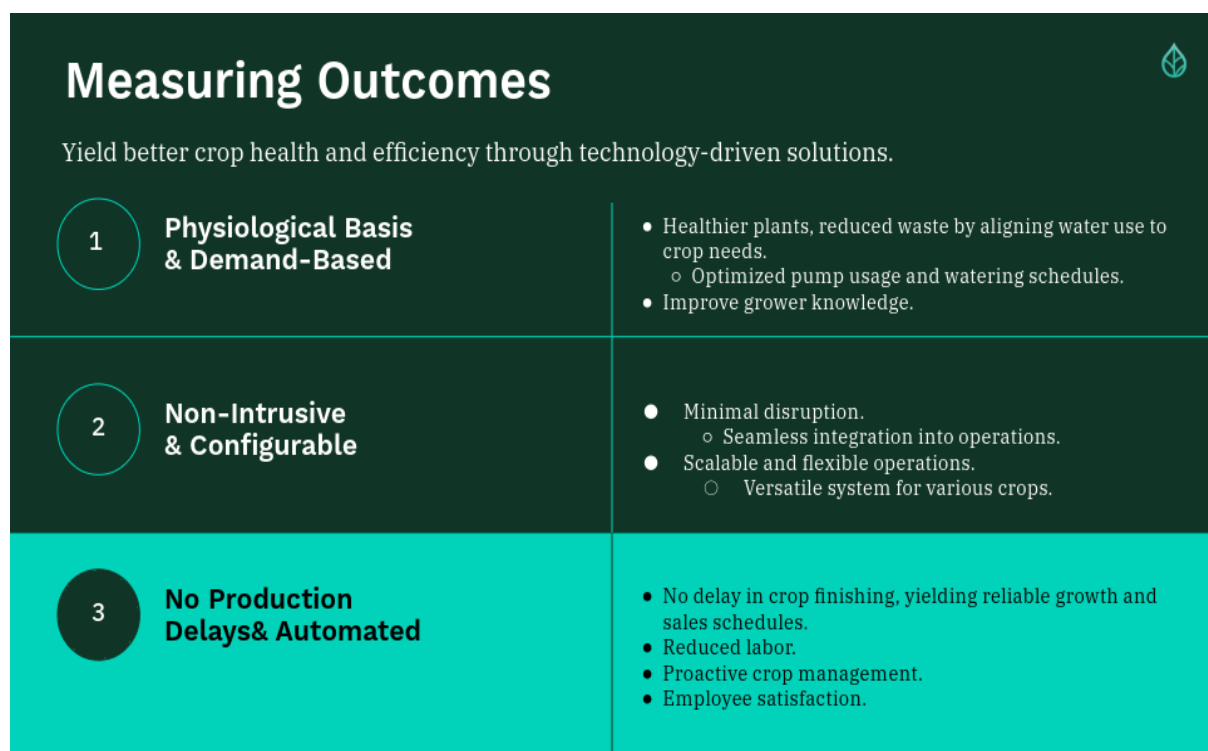 Measuring Outcomes
Yield better crop health and efficiency through technology-driven solutions.
1
Physiological Basis
& Demand-Based
● Healthier plants, reduced waste by aligning water use to
crop needs.
○ Optimized pump usage and watering schedules.
● Improve grower knowledge.
2
Non-Intrusive
& Configurable
● Minimal disruption.
○ Seamless integration into operations.
● Scalable and flexible operations.
○ Versatile system for various crops.
3
No Production
Delays& Automated
● No delay in crop finishing, yielding reliable growth and
sales schedules.
● Reduced labor.
● Proactive crop management.
● Employee satisfaction.